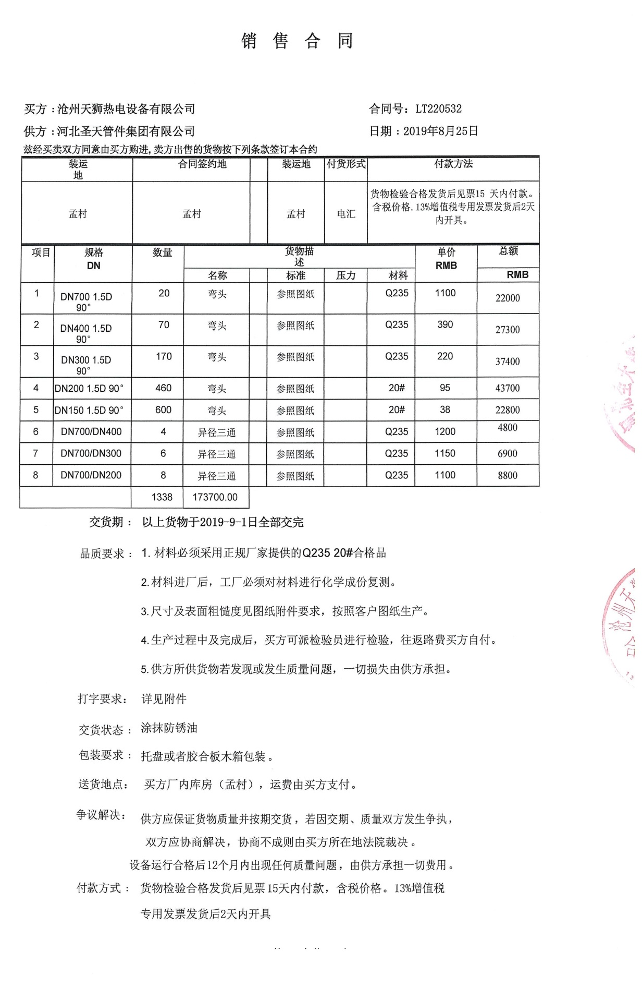 销 售 合 同
买方：沧州天狮热电设备有限公司 合同号：LT220532
供方：河北圣天管件集团有限公司 日期：2019年8月25日
兹经买卖双方同意由买方购进,卖方出售的货物按下列条款签订本合约
装运地 合同签约地 装运地 付货形式 付款方法
孟村 孟村 孟村 电汇 货物检验合格发货后见票15 天内付款。
含税价格.13%增值税专用发票发货后2天
内开具。
项目 规格 DN 数量 货物描述 单价 RMB 总额
名称 标准 压力 材料 RMB
1 DN700 1.5D 90° 20 弯头 参照图纸 Q235 1100 22000
2 DN400 1.5D 90° 70 弯头 参照图纸 Q235 390 27300
3 DN300 1.5D 90° 170 弯头 参照图纸 Q235 220 37400
4 DN200 1.5D 90° 460 弯头 参照图纸 20# 95 43700
5 DN150 1.5D 90° 600 弯头 参照图纸 20# 38 22800
6 DN700/DN400 4 异径三通 参照图纸 Q235 1200 4800
7 DN700/DN300 6 异径三通 参照图纸 Q235 1150 6900
8 DN700/DN200 8 异径三通 参照图纸 Q235 1100 8800
1338 173700.00
交货期： 以上货物于2019-9-1日全部交完
品质要求：1. 材料必须采用正规厂家提供的Q235 20#合格品
2.材料进厂后，工厂必须对材料进行化学成份复测。
3.尺寸及表面粗慥度见图纸附件要求，按照客户图纸生产。
4.生产过程中及完成后，买方可派检验员进行检验，往返路费买方自付。
5.供方所供货物若发现或发生质量问题，一切损失由供方承担。
打字要求： 详见附件
交货状态：涂抹防锈油
包装要求：托盘或者胶合板木箱包装。
送货地点： 买方厂内库房（孟村），运费由买方支付。
争议解决： 供方应保证货物质量并按期交货，若因交期、质量双方发生争执，
双方应协商解决，协商不成则由买方所在地法院裁决。
设备运行合格后12个月内出现任何质量问题，由供方承担一切费用。
付款方式： 货物检验合格发货后见票15天内付款，含税价格。13%增值税
专用发票发货后2天内开具
沧州天
13